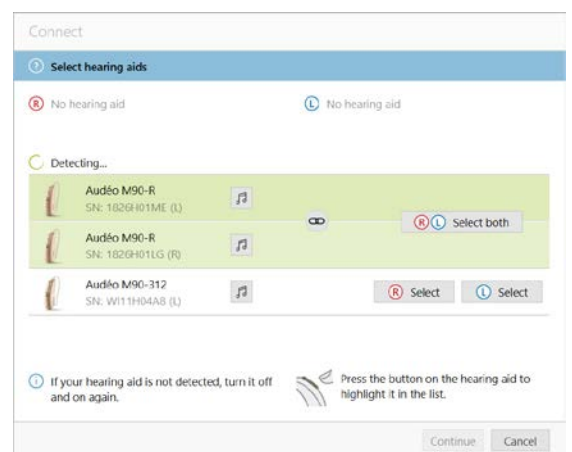 Connect
Select hearing aids
R No hearing aid
L No hearing aid
Detecting...
Audéo M90-R
SN: 1826H01ME (L)
R L Select both
Audéo M90-R
SN: 1826H01LG (R)
Audéo M90-312
SN: WI11H04A8 (L)
R Select
L Select
If your hearing aid is not detected, turn it off
and on again.
Press the button on the hearing aid to
highlight it in the list.
Continue
Cancel